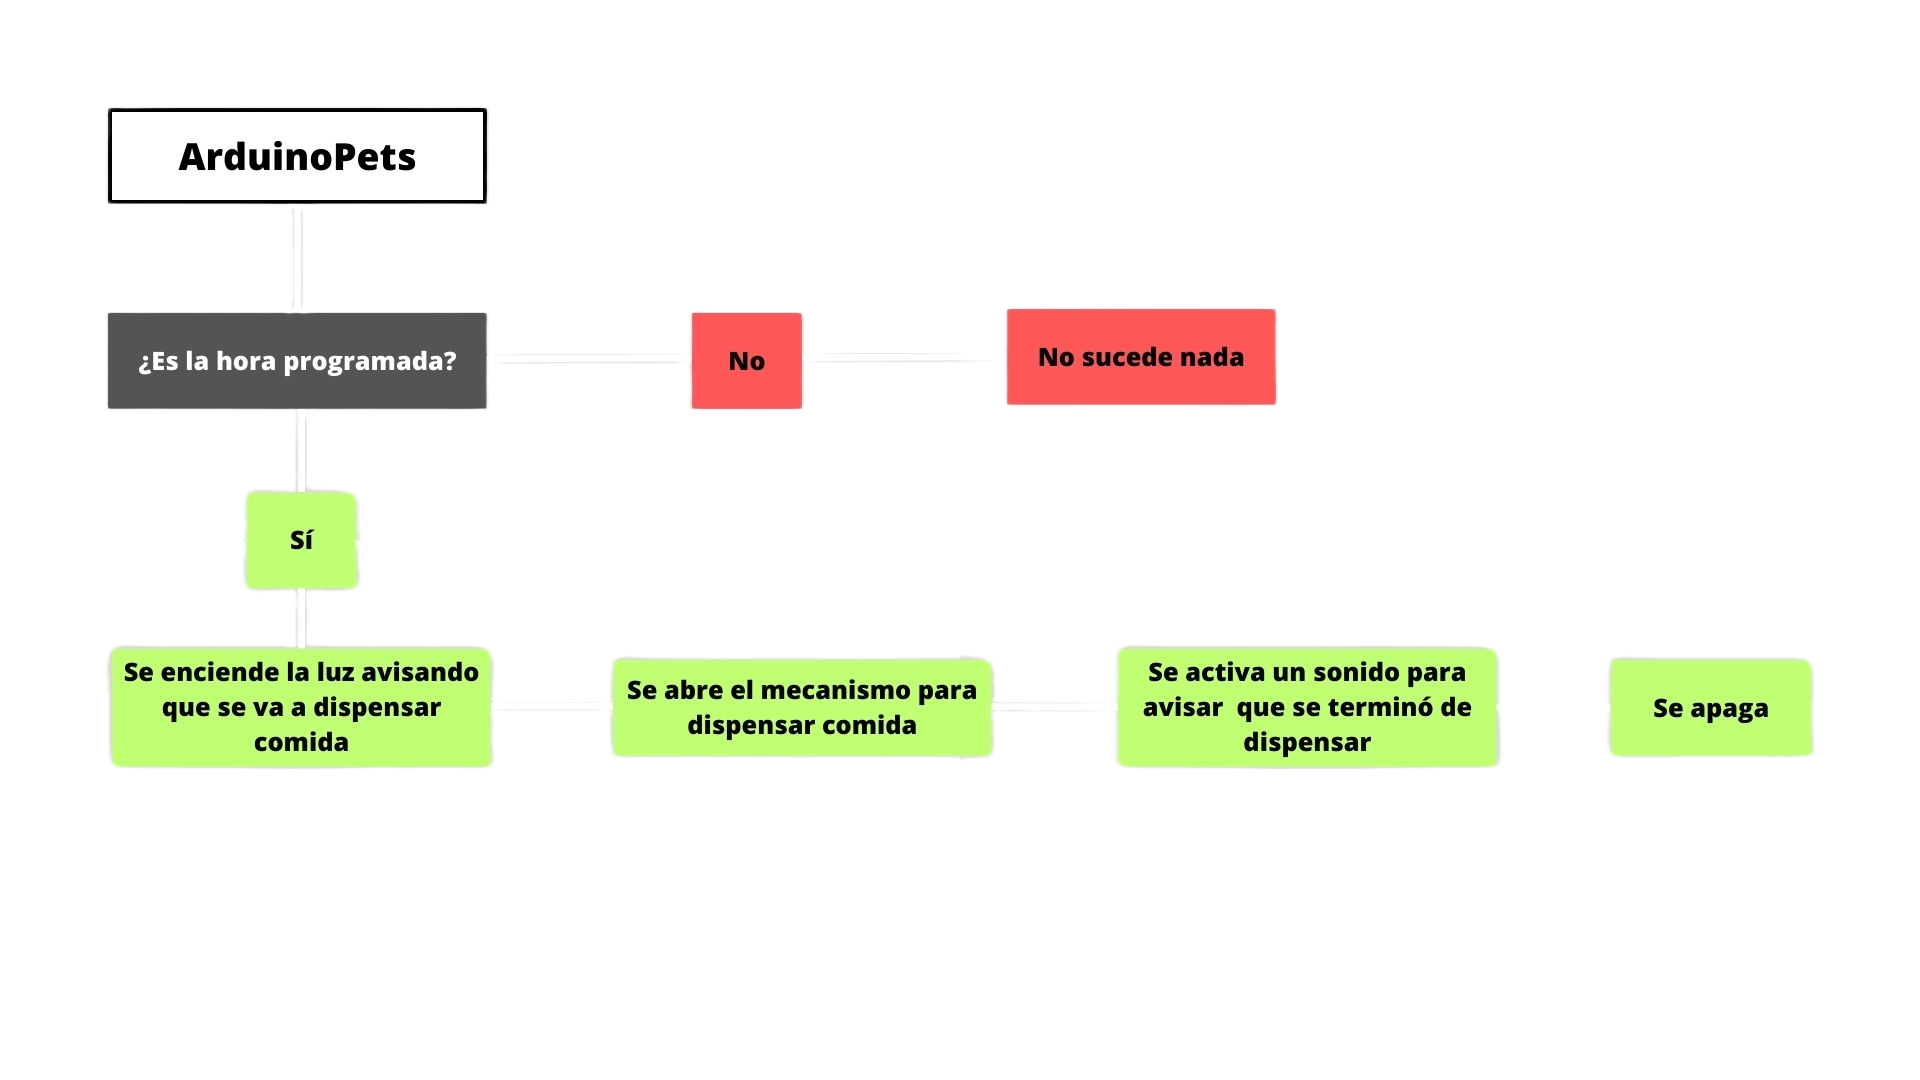 ArduinoPets
¿Es la hora programada?
No
No sucede nada
Sí
Se enciende la luz avisando
que se va a dispensar
comida
Se abre el mecanismo para
dispensar comida
Se activa un sonido para
avisar  que se terminó de
dispensar
Se apaga